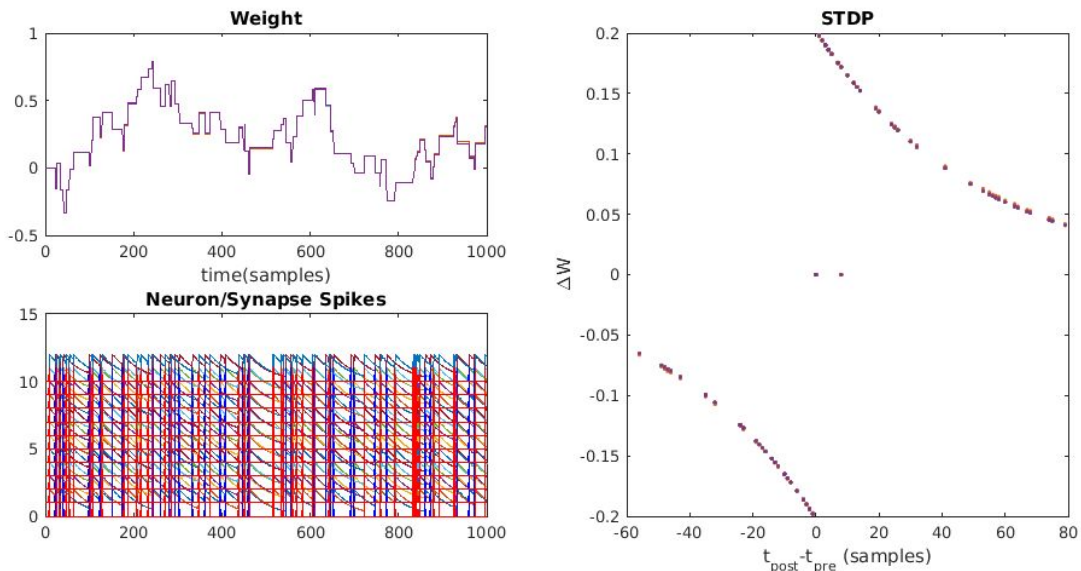 Weight
1
0.5
0
-0.5
0 200 400 600 800 1000
time(samples)
Neuron/Synapse Spikes
15
10
5
0
0 200 400 600 800 1000
STDP
0.2
0.15
0.1
0.05
0
-0.05
-0.1
-0.15
-0.2
ΔW
-60 -40 -20 0 20 40 60 80
t_post-t_pre (samples)